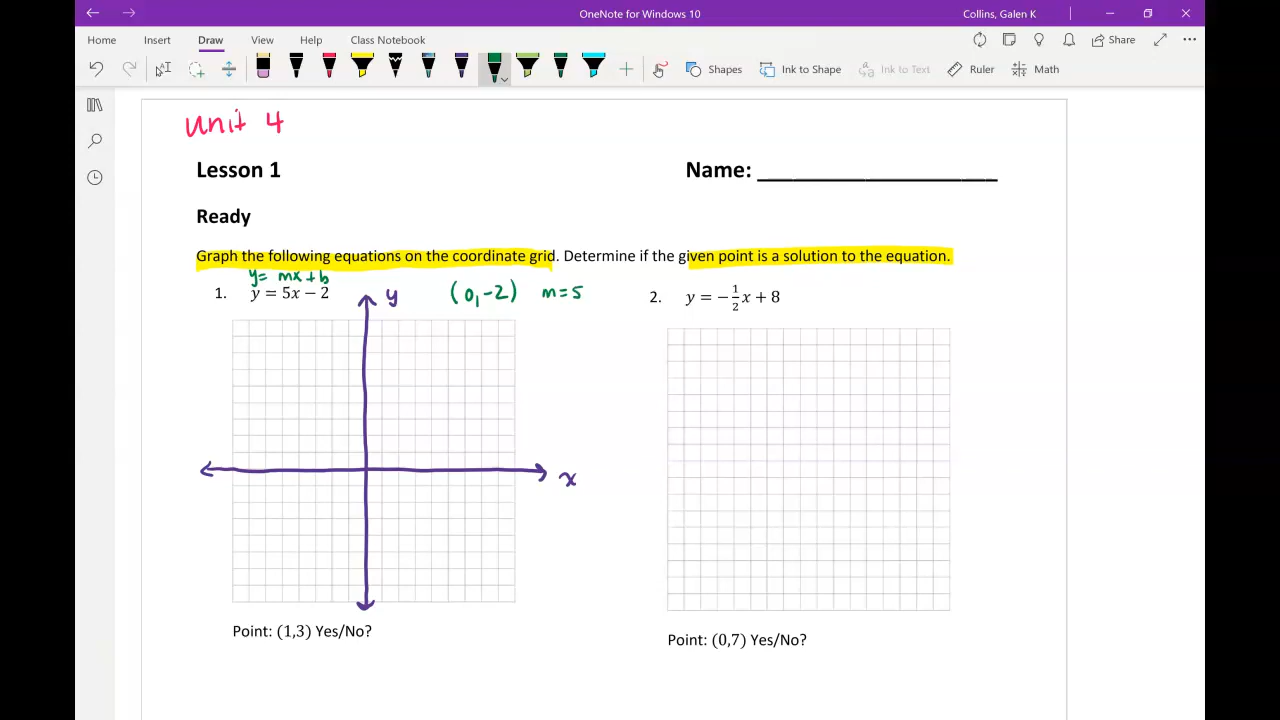 OneNote for Windows 10
Collins, Galen K
Home Insert Draw View Help Class Notebook
Share
Shapes Ink to Shape Ink to Text Ruler Math
Unit 4
Lesson 1
Name: ____________________
Ready
Graph the following equations on the coordinate grid. Determine if the given point is a solution to the equation.
y = mx + b
1. y = 5x − 2
(0, -2) m = 5
2. y = −1/2x + 8
y
x
Point: (1,3) Yes/No?
Point: (0,7) Yes/No?